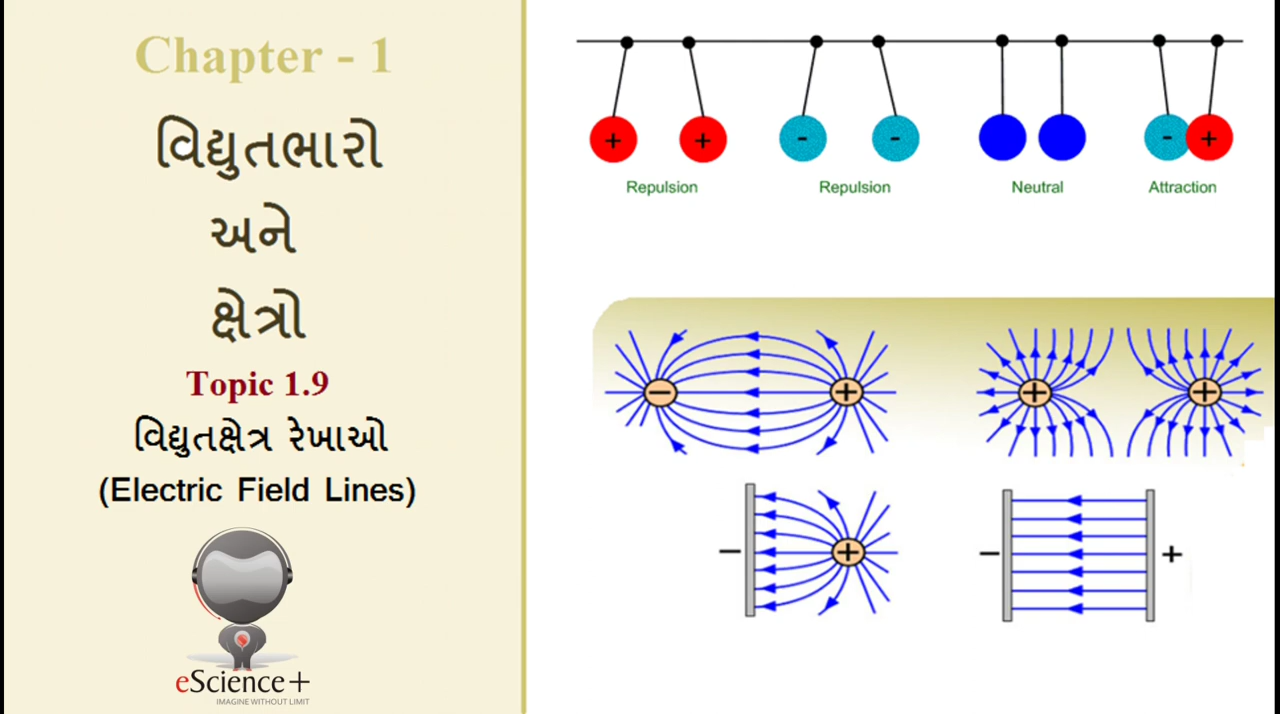 Chapter - 1
વિદ્યુતભારો
અને
ક્ષેત્રો
Topic 1.9
વિદ્યુતક્ષેત્ર રેખાઓ
(Electric Field Lines)
eScience+
IMAGINE WITHOUT LIMIT
+ + - - - +
Repulsion Repulsion Neutral Attraction
− + + +
− + − +